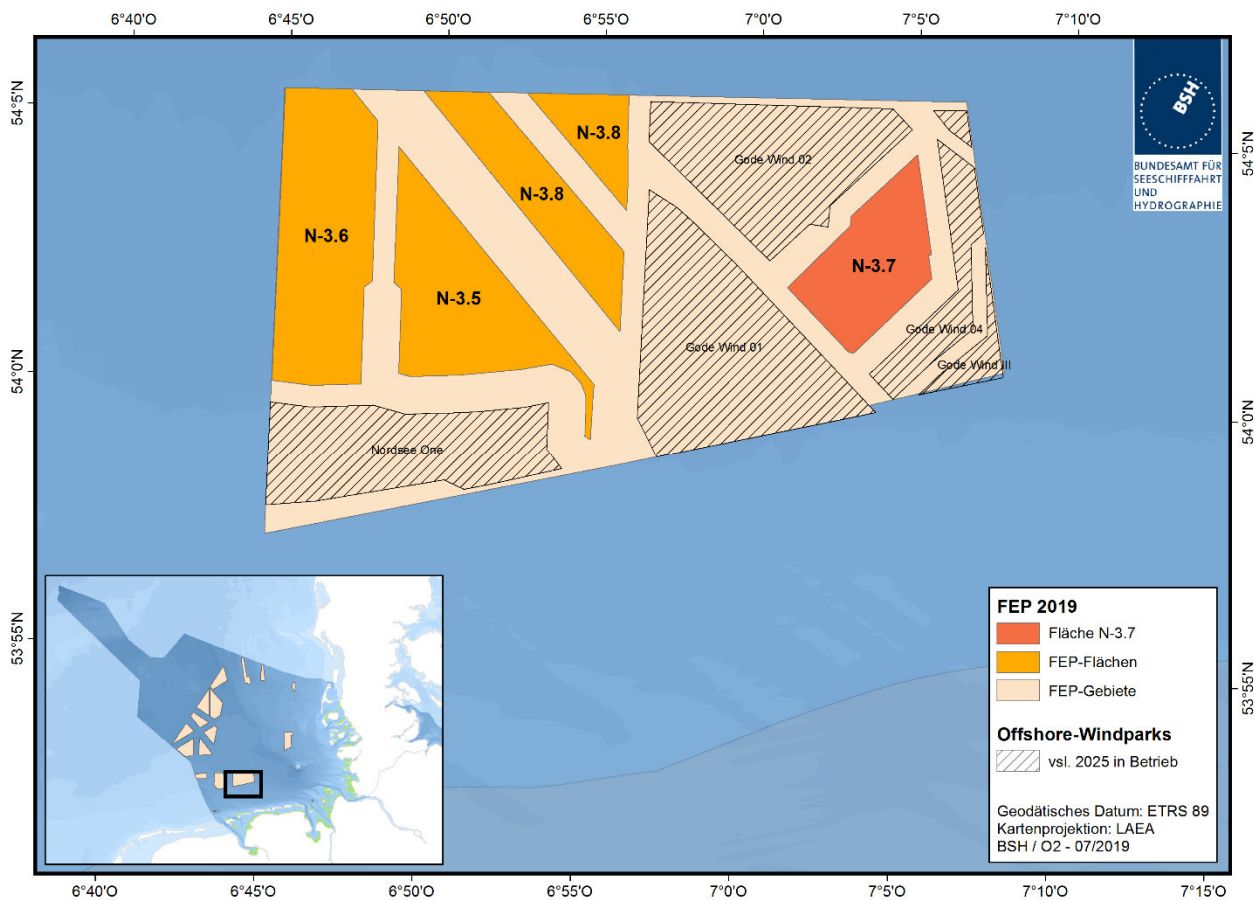 6°40'O 6°45'O 6°50'O 6°55'O 7°0'O 7°5'O 7°10'O
54°5'N
54°5'N
BSH
BUNDESAMT FÜR
SEESCHIFFFAHRT
UND
HYDROGRAPHIE
N-3.8
Gode Wind 02
N-3.8
N-3.6
N-3.7
N-3.5
Gode Wind 04
Gode Wind 01
Gode Wind III
54°0'N
54°0'N
Nordsee One
FEP 2019
Fläche N-3.7
FEP-Flächen
FEP-Gebiete
Offshore-Windparks
vsl. 2025 in Betrieb
Geodätisches Datum: ETRS 89
Kartenprojektion: LAEA
BSH / O2 - 07/2019
53°55'N
53°55'N
6°40'O 6°45'O 6°50'O 6°55'O 7°0'O 7°5'O 7°10'O 7°15'O